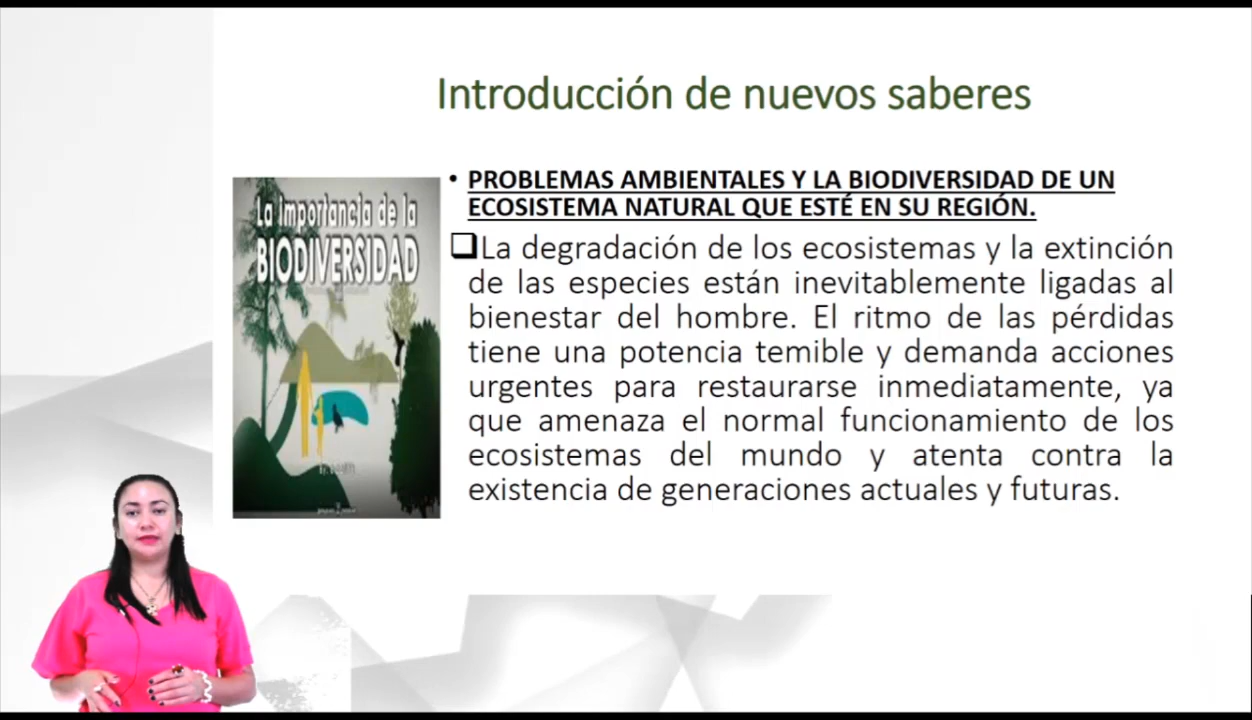 Introducción de nuevos saberes
La importancia de la
BIODIVERSIDAD
• PROBLEMAS AMBIENTALES Y LA BIODIVERSIDAD DE UN
ECOSISTEMA NATURAL QUE ESTÉ EN SU REGIÓN.
❑La degradación de los ecosistemas y la extinción
de las especies están inevitablemente ligadas al
bienestar del hombre. El ritmo de las pérdidas
tiene una potencia temible y demanda acciones
urgentes para restaurarse inmediatamente, ya
que amenaza el normal funcionamiento de los
ecosistemas del mundo y atenta contra la
existencia de generaciones actuales y futuras.